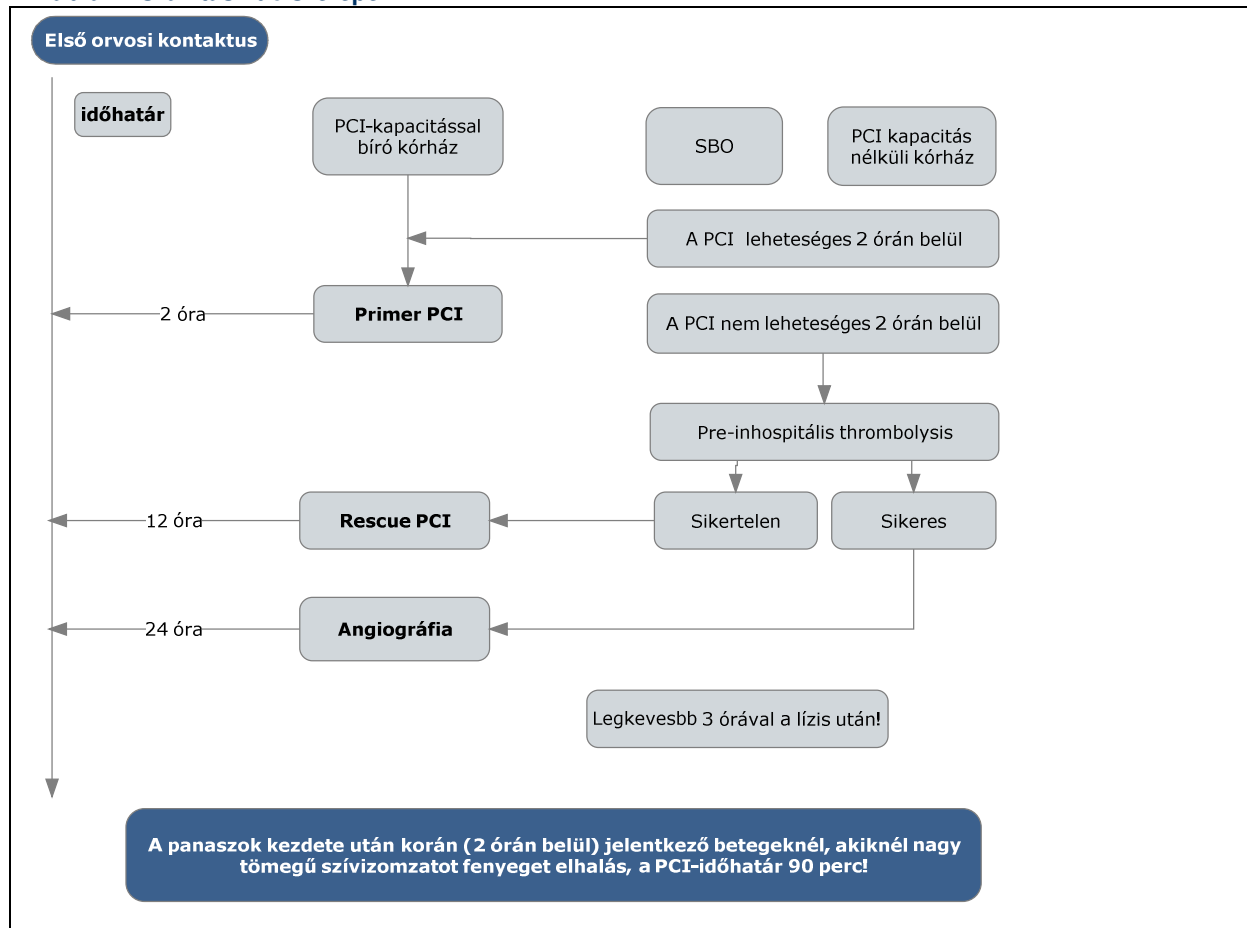 Első orvosi kontaktus
időhatár
PCI-kapacitással
bíró kórház
SBO
PCI kapacitás
nélküli kórház
A PCI leheteséges 2 órán belül
2 óra
Primer PCI
A PCI nem leheteséges 2 órán belül
Pre-inhospitális thrombolysis
12 óra
Rescue PCI
Sikertelen
Sikeres
24 óra
Angiográfia
Legkevesbb 3 órával a lízis után!
A panaszok kezdete után korán (2 órán belül) jelentkező betegeknél, akiknél nagy
tömegű szívizomzatot fenyeget elhalás, a PCI-időhatár 90 perc!